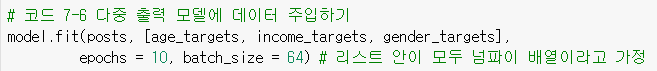 # 코드 7-6 다중 출력 모델에 데이터 주입하기
model.fit(posts, [age_targets, income_targets, gender_targets],
epochs = 10, batch_size = 64) # 리스트 안이 모두 넘파이 배열이라고 가정